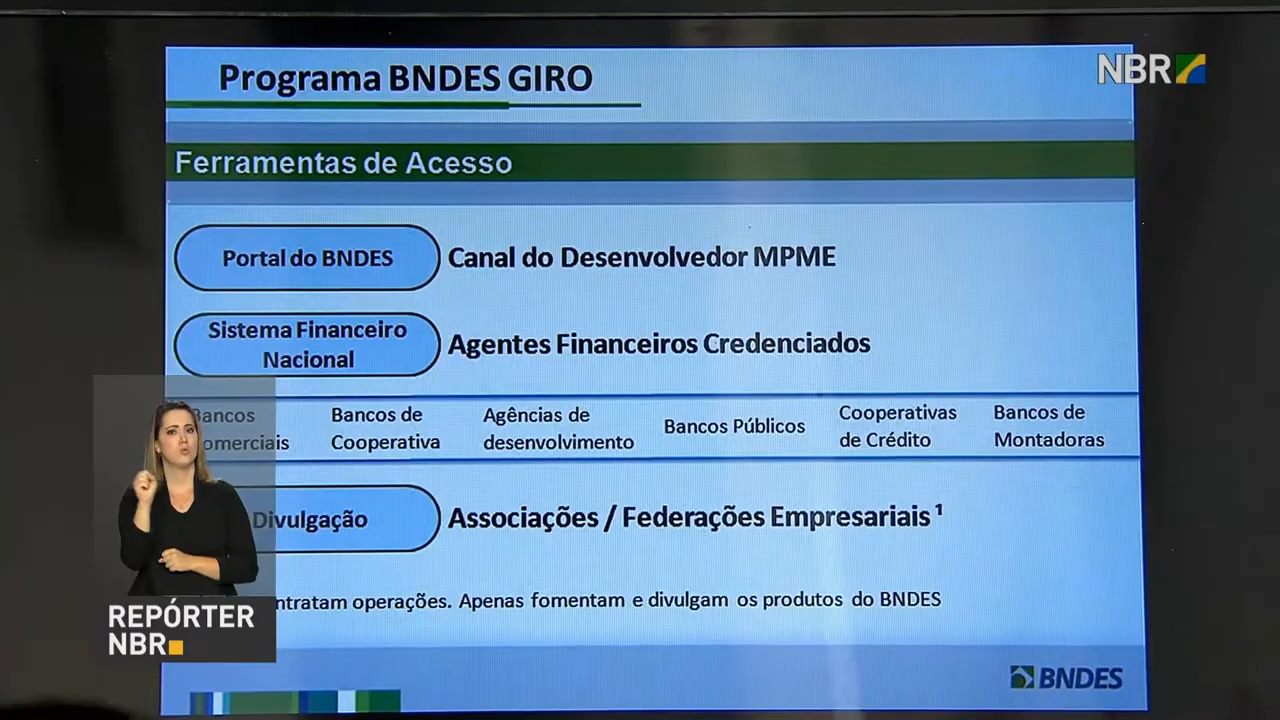 Programa BNDES GIRO
NBR
Ferramentas de Acesso
Portal do BNDES
Canal do Desenvolvedor MPME
Sistema Financeiro
Nacional
Agentes Financeiros Credenciados
Bancos
Bancos de
Cooperativa
Agências de
desenvolvimento
Bancos Públicos
Cooperativas
de Crédito
Bancos de
Montadoras
Divulgação
Associações / Federações Empresariais ¹
operações. Apenas fomentam e divulgam os produtos do BNDES
REPÓRTER
NBR
BNDES